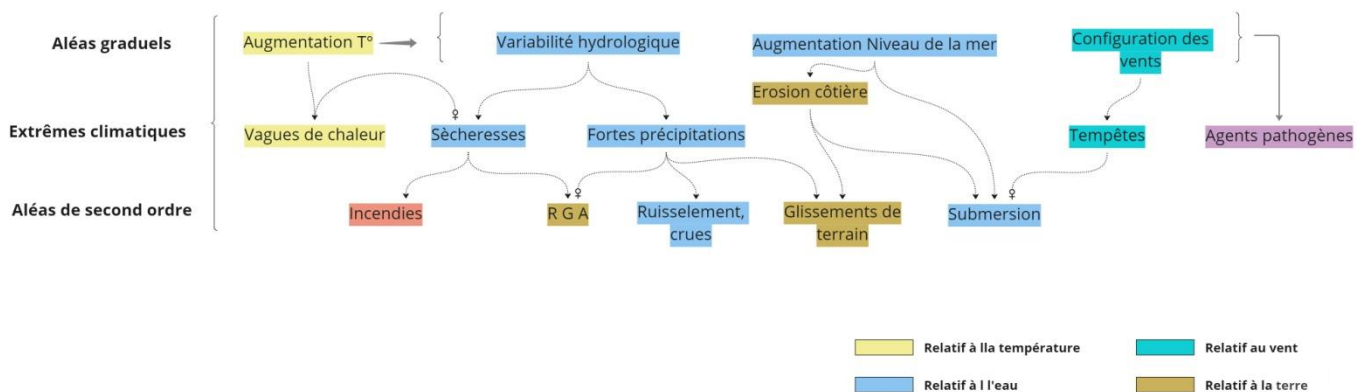 Aléas graduels
Augmentation T°
Variabilité hydrologique
Augmentation Niveau de la mer
Configuration des
vents
Erosion côtière
Extrêmes climatiques
Vagues de chaleur
Sècheresses
Fortes précipitations
Tempêtes
Agents pathogènes
Aléas de second ordre
Incendies
R G A
Ruisselement,
crues
Glissements de
terrain
Submersion
Relatif à lla température
Relatif au vent
Relatif à l l'eau
Relatif à la terre